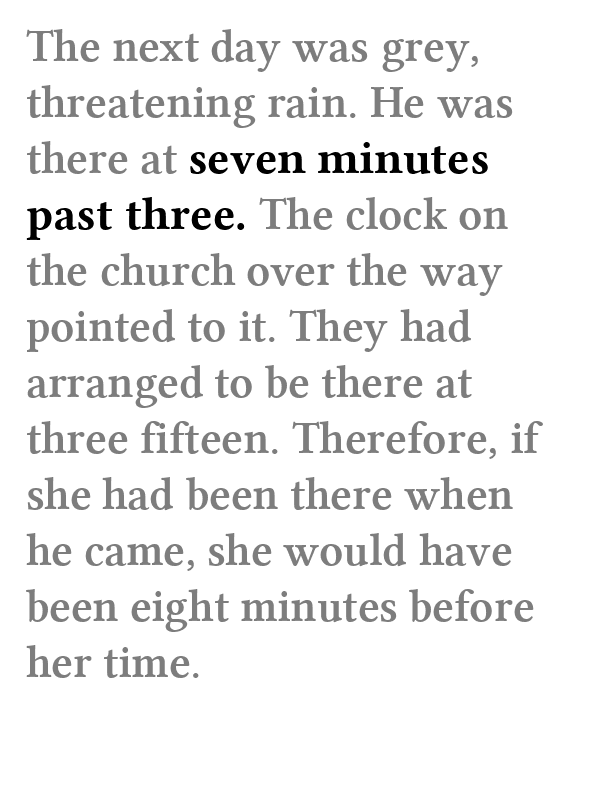 The next day was grey,
threatening rain. He was
there at seven minutes
past three. The clock on
the church over the way
pointed to it. They had
arranged to be there at
three fifteen. Therefore, if
she had been there when
he came, she would have
been eight minutes before
her time.